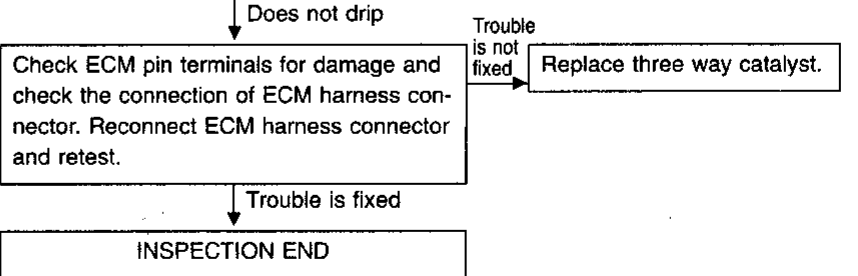 Does not drip
Trouble
is not
fixed
Check ECM pin terminals for damage and
check the connection of ECM harness con-
nector. Reconnect ECM harness connector
and retest.
Replace three way catalyst.
Trouble is fixed
INSPECTION END